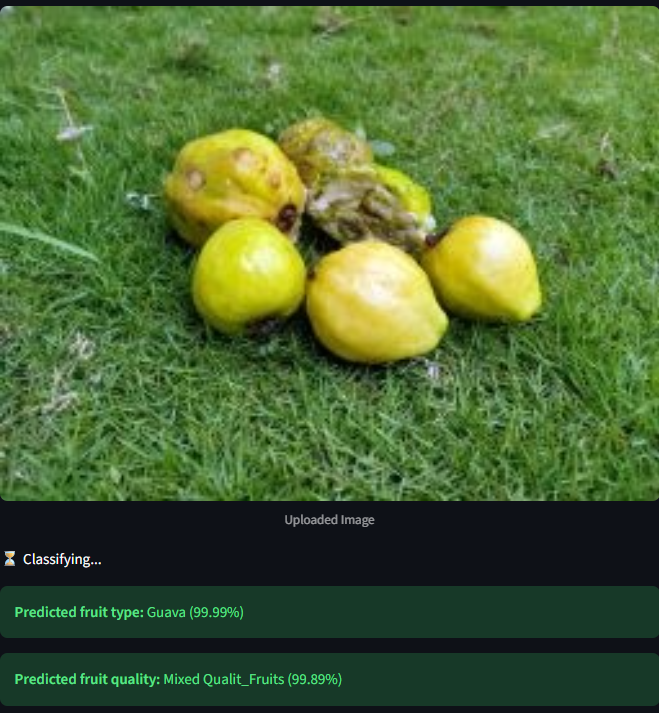 Uploaded Image
⏳ Classifying...
Predicted fruit type: Guava (99.99%)
Predicted fruit quality: Mixed Qualit_Fruits (99.89%)